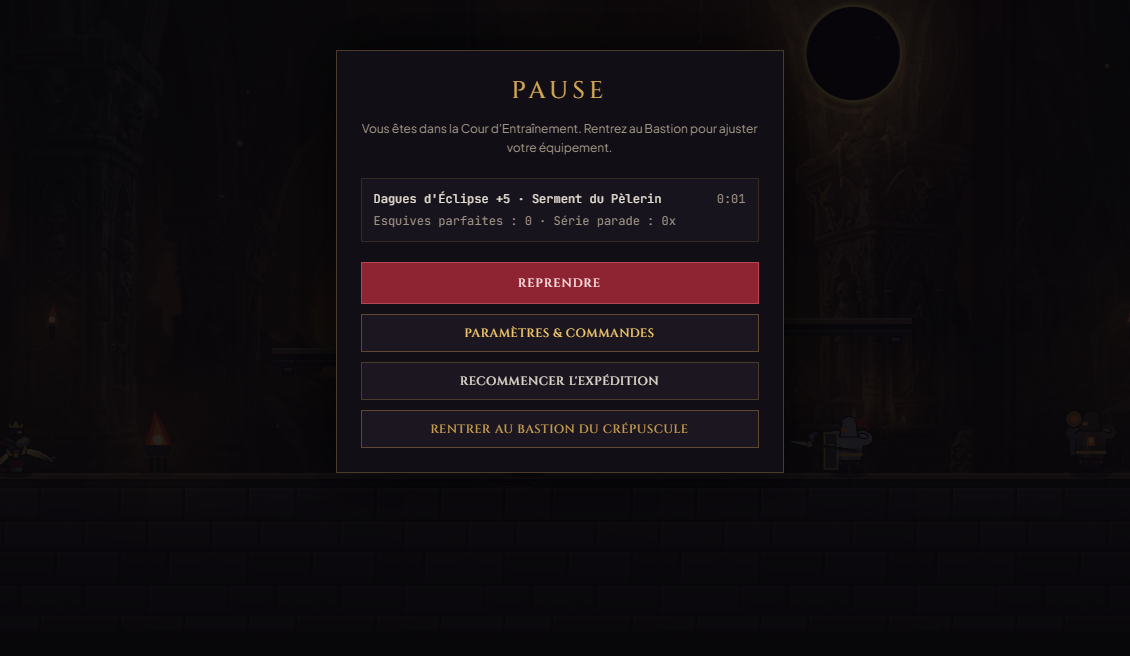 PAUSE
Vous êtes dans la Cour d'Entraînement. Rentrez au Bastion pour ajuster
votre équipement.
Dagues d'Éclipse +5 · Serment du Pèlerin 0:01
Esquives parfaites : 0 · Série parade : 0x
REPRENDRE
PARAMÈTRES & COMMANDES
RECOMMENCER L'EXPÉDITION
RENTRER AU BASTION DU CRÉPUSCULE